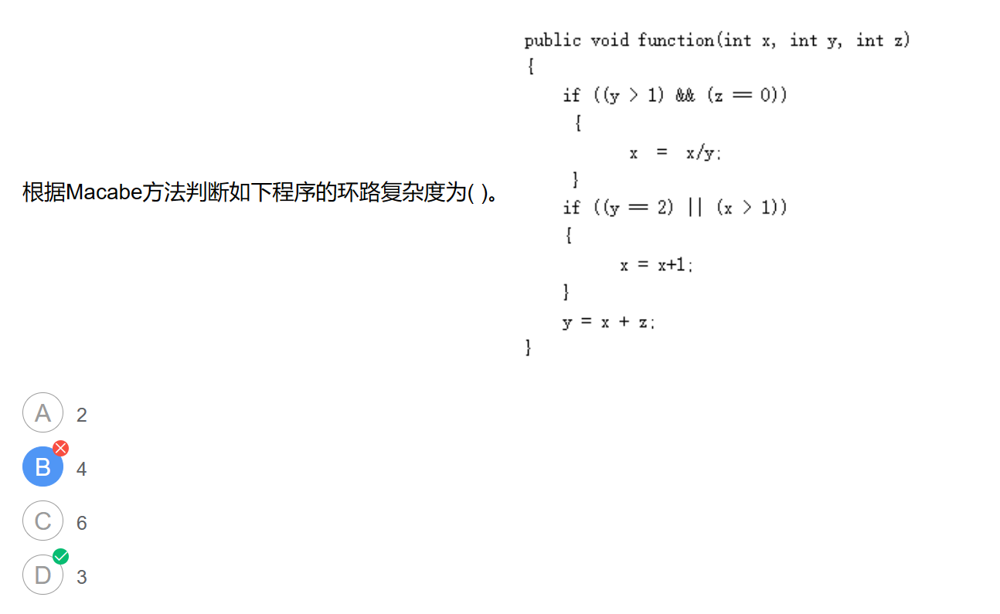 根据Macabe方法判断如下程序的环路复杂度为( )。
public void function(int x, int y, int z)
{
if ((y > 1) && (z == 0))
{
x = x/y;
}
if ((y == 2) || (x > 1))
{
x = x+1;
}
y = x + z;
}
A 2
B 4
C 6
D 3